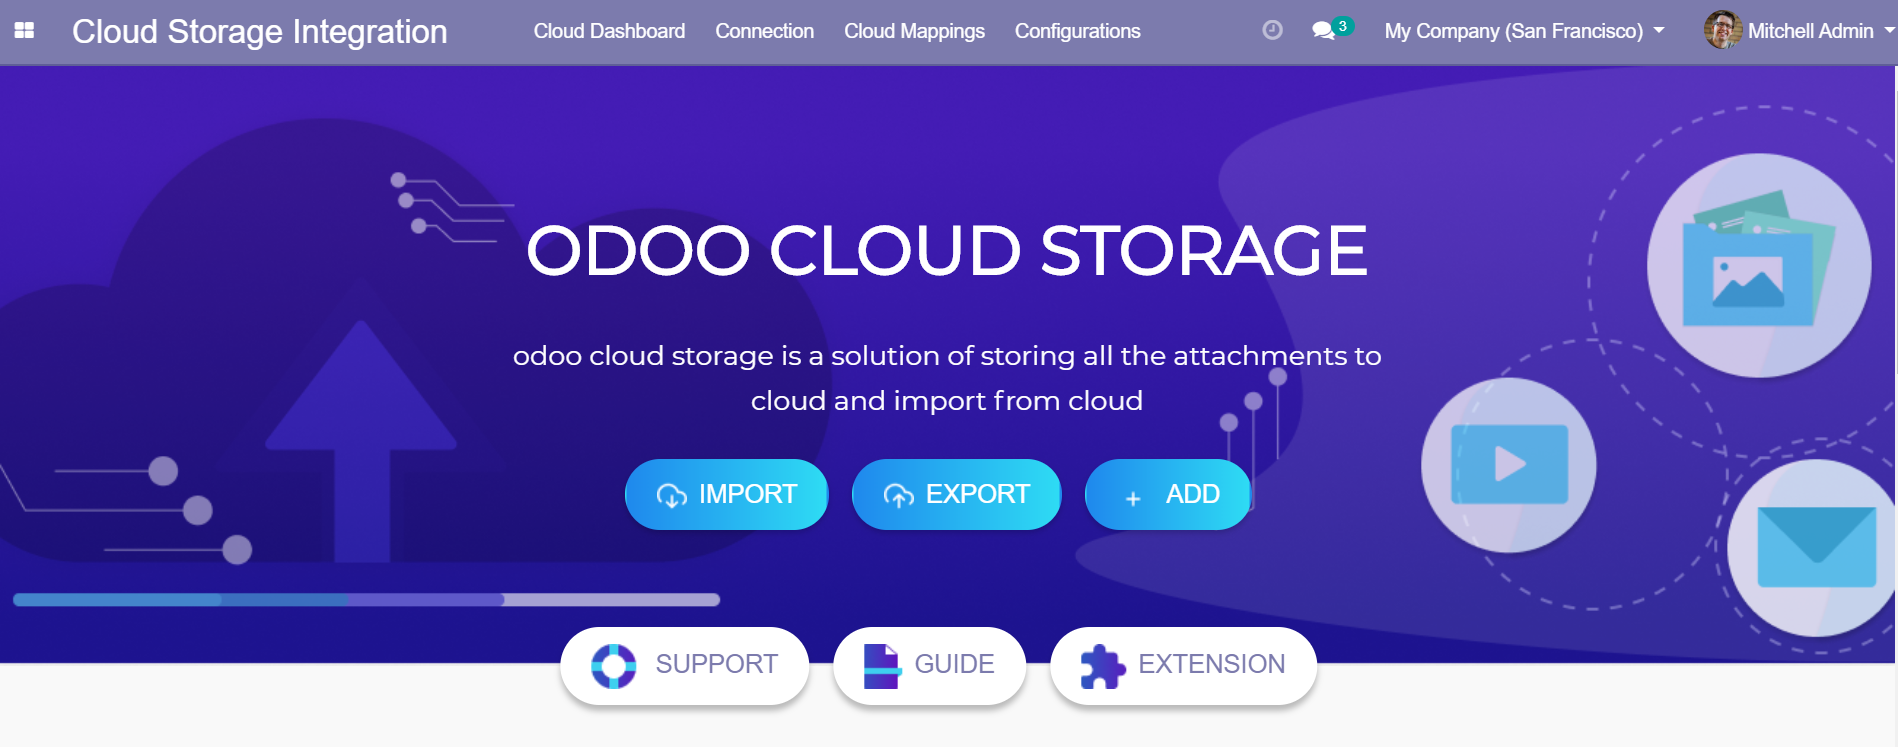 Cloud Storage Integration
Cloud Dashboard
Connection
Cloud Mappings
Configurations
3
My Company (San Francisco)
Mitchell Admin
ODOO CLOUD STORAGE
odoo cloud storage is a solution of storing all the attachments to
cloud and import from cloud
IMPORT
EXPORT
+ ADD
SUPPORT
GUIDE
EXTENSION